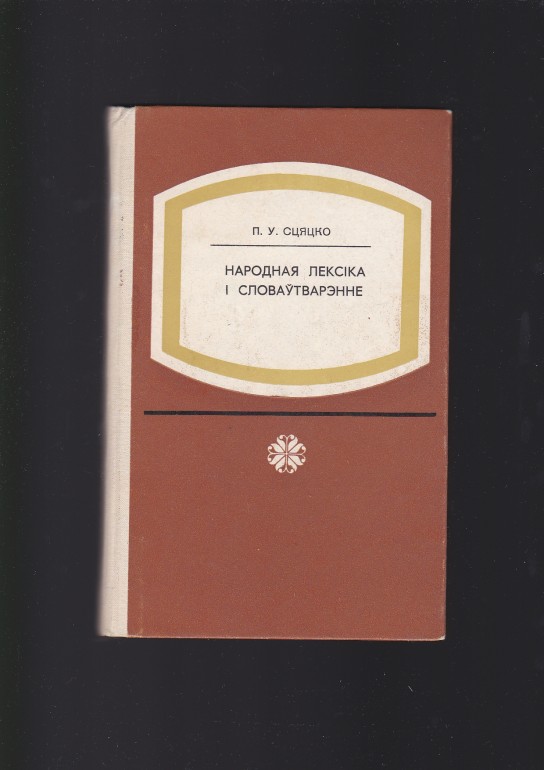 П. У. СЦЯЦКО
НАРОДНАЯ ЛЕКСІКА
І СЛОВАЎТВАРЭННЕ